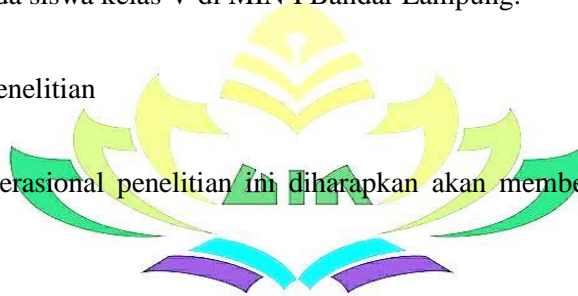 da siswa kelas V di MIN 1 Bandar Lampung.
enelitian
erasional penelitian ini diharapkan akan membe